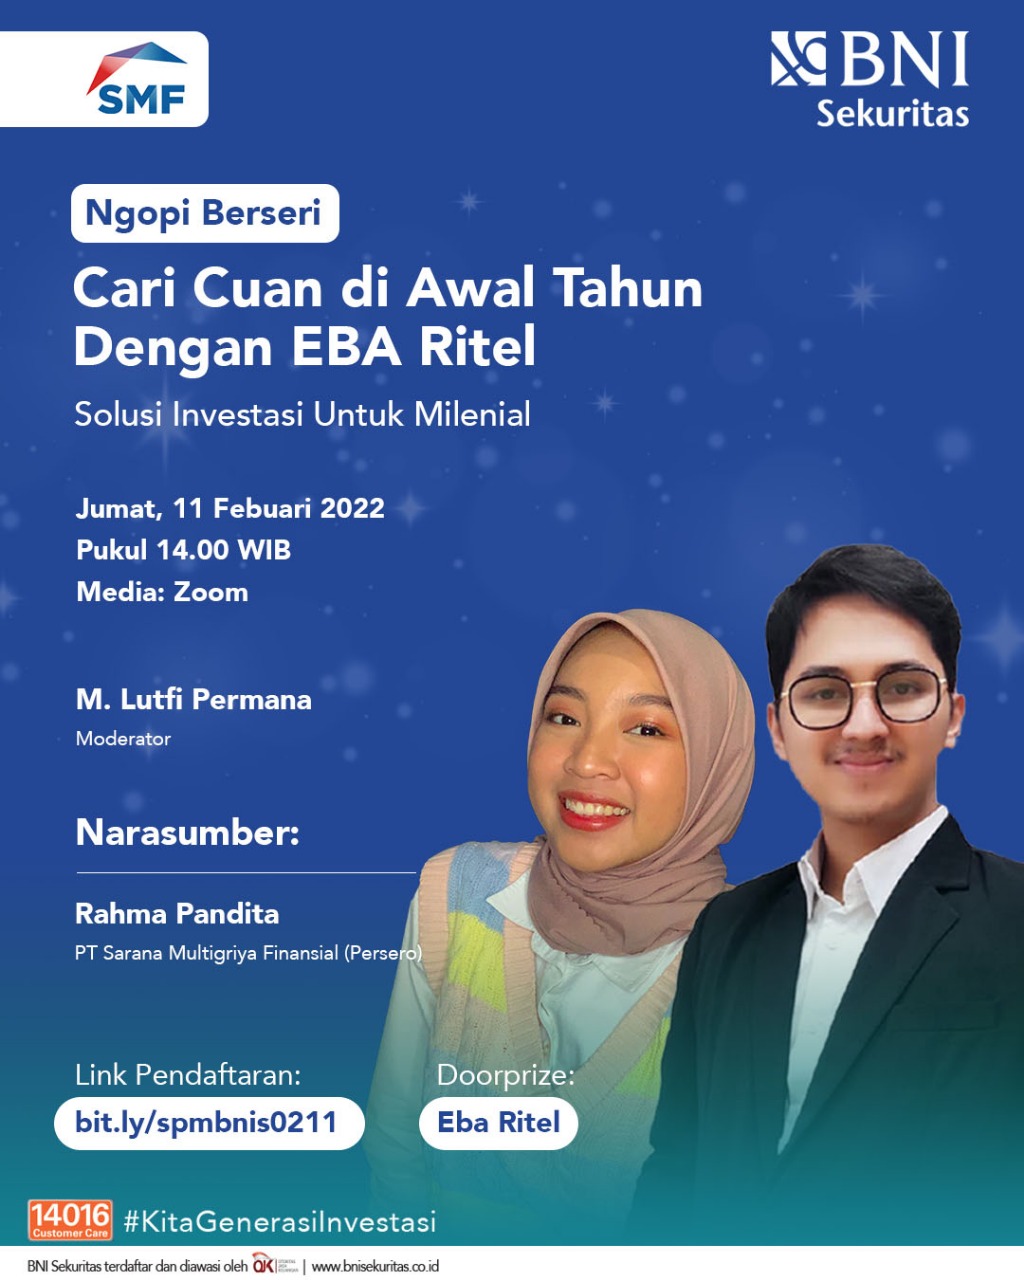 SMF
BNI
Sekuritas
Ngopi Berseri
Cari Cuan di Awal Tahun
Dengan EBA Ritel
Solusi Investasi Untuk Milenial
Jumat, 11 Febuari 2022
Pukul 14.00 WIB
Media: Zoom
M. Lutfi Permana
Moderator
Narasumber:
Rahma Pandita
PT Sarana Multigriya Finansial (Persero)
Link Pendaftaran:
bit.ly/spmbnis0211
Doorprize:
Eba Ritel
14016
Customer Care
#KitaGenerasiInvestasi
BNI Sekuritas terdaftar dan diawasi oleh | www.bnisekuritas.co.id